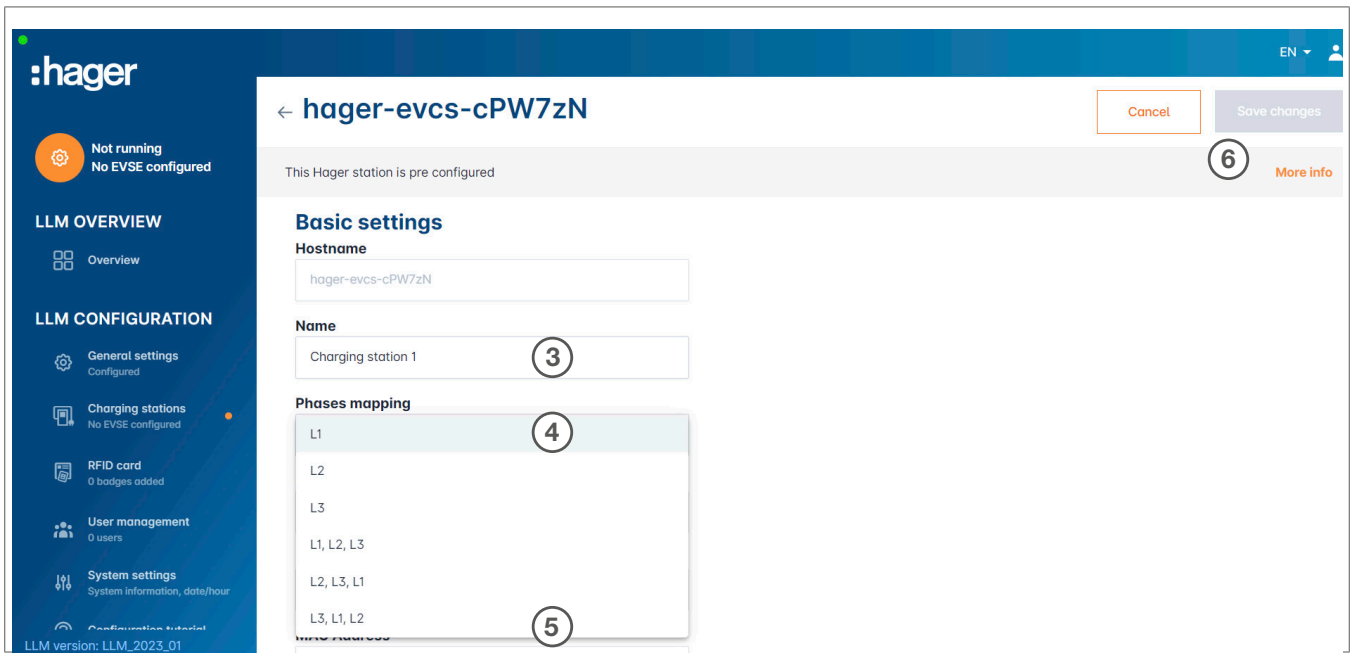 :hager
EN
← hager-evcs-cPW7zN
Cancel
Save changes
Not running
No EVSE configured
This Hager station is pre configured
6
More info
LLM OVERVIEW
Overview
LLM CONFIGURATION
General settings
Configured
Charging stations
No EVSE configured
RFID card
0 badges added
User management
0 users
System settings
System information, date/hour
Configuration tutorial
LLM version: LLM_2023_01
Basic settings
Hostname
hager-evcs-cPW7zN
Name
Charging station 1
3
Phases mapping
L1
4
L2
L3
L1, L2, L3
L2, L3, L1
L3, L1, L2
5
MAC Address